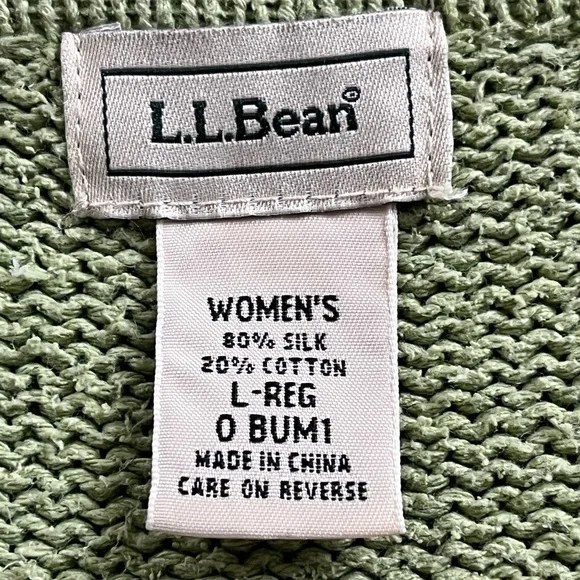 L.L.Bean®
WOMEN'S
80% SILK
20% COTTON
L-REG
0 BUM1
MADE IN CHINA
CARE ON REVERSE